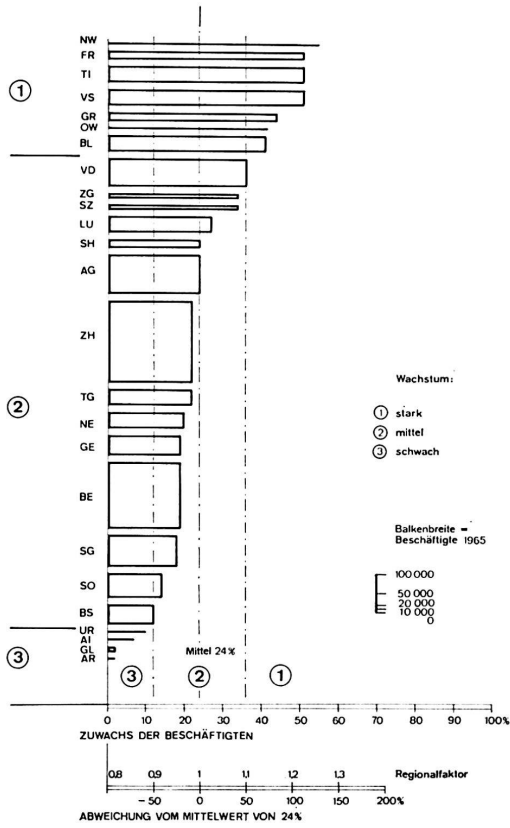 NW
FR
TI
① VS
GR
OW
BL
VD
ZG
SZ
LU
SH
AG
ZH
② TG
NE
GE
BE
SG
SO
BS
UR
AI
③ GL
AR
Wachstum:
① stark
② mittel
③ schwach
Balkenbreite =
Beschäftigte 1965
100 000
50 000
20 000
10 000
0
Mittel 24%
③ ② ①
0 10 20 30 40 50 60 70 80 90 100%
ZUWACHS DER BESCHÄFTIGTEN
0,8 0,9 1 1,1 1,2 1,3 Regionalfaktor
- 50 0 50 100 200%
ABWEICHUNG VOM MITTELWERT VON 24%